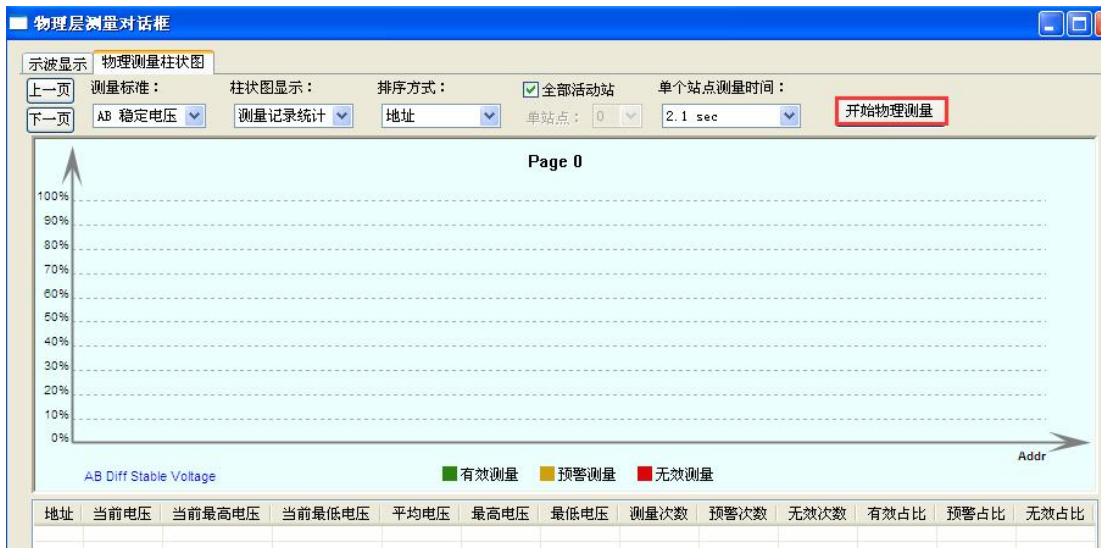 物理层测量对话框
示波显示 物理测量柱状图
上一页 测量标准： 柱状图显示： 排序方式： 全部活动站 单个站点测量时间：
下一页 AB 稳定电压 测量记录统计 地址 单站点： 0 2.1 sec 开始物理测量
Page 0
100%
90%
80%
70%
60%
50%
40%
30%
20%
10%
0%
Addr
AB Diff Stable Voltage 有效测量 预警测量 无效测量
地址 当前电压 当前最高电压 当前最低电压 平均电压 最高电压 最低电压 测量次数 预警次数 无效次数 有效占比 预警占比 无效占比